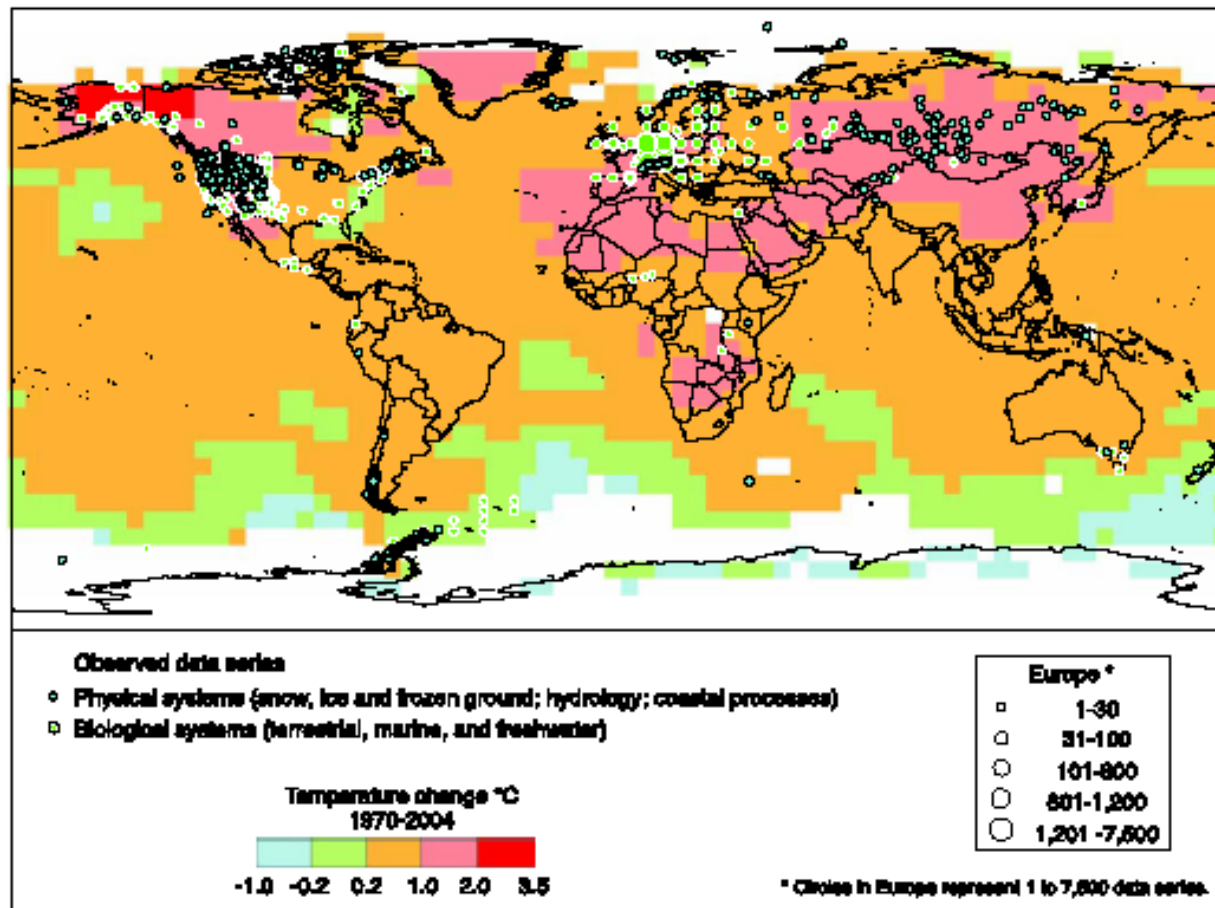 Observed data series
Physical systems (snow, ice and frozen ground; hydrology; coastal processes)
Biological systems (terrestrial, marine, and freshwater)
Temperature change °C
1970-2004
-1.0 -0.2 0.2 1.0 2.0 3.5
Europe *
1-30
31-100
101-800
801-1,200
1,201 -7,500
* Circles in Europe represent 1 to 7,500 data series.